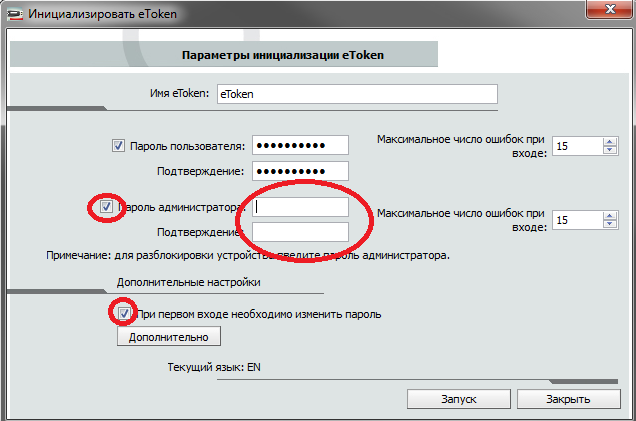 Инициализировать eToken
Параметры инициализации eToken
Имя eToken: eToken
Пароль пользователя: ••••••••••
Максимальное число ошибок при
входе: 15
Подтверждение: ••••••••••
Пароль администратора:
Максимальное число ошибок при
входе: 15
Подтверждение:
Примечание: для разблокировки устройства введите пароль администратора.
Дополнительные настройки
При первом входе необходимо изменить пароль
Дополнительно
Текущий язык: EN
Запуск
Закрыть